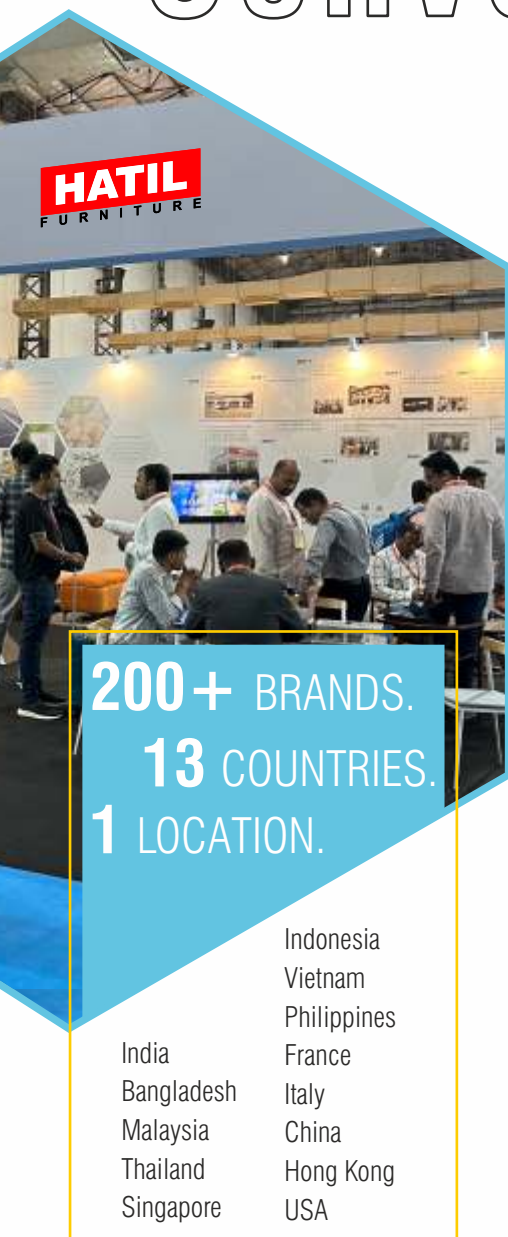 HATIL
FURNITURE
200+ BRANDS.
13 COUNTRIES.
1 LOCATION.
India
Bangladesh
Malaysia
Thailand
Singapore
Indonesia
Vietnam
Philippines
France
Italy
China
Hong Kong
USA